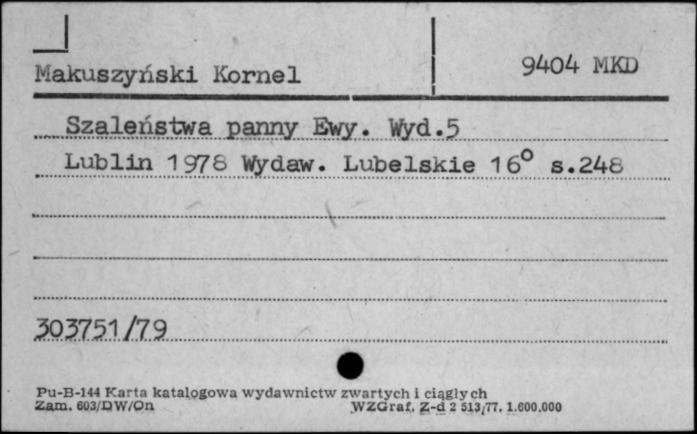 Makuszyński Kornel 9404 MKD
Szaleństwa panny Ewy. Wyd.5
Lublin 1978 Wydaw. Lubelskie 16° s.248
303751/79
Pu-B-144 Karta katalogowa wydawnictw zwartych i ciągłych
Zam. 603/DW/On WZGraf. Z-d 2 513/77. 1.600.000